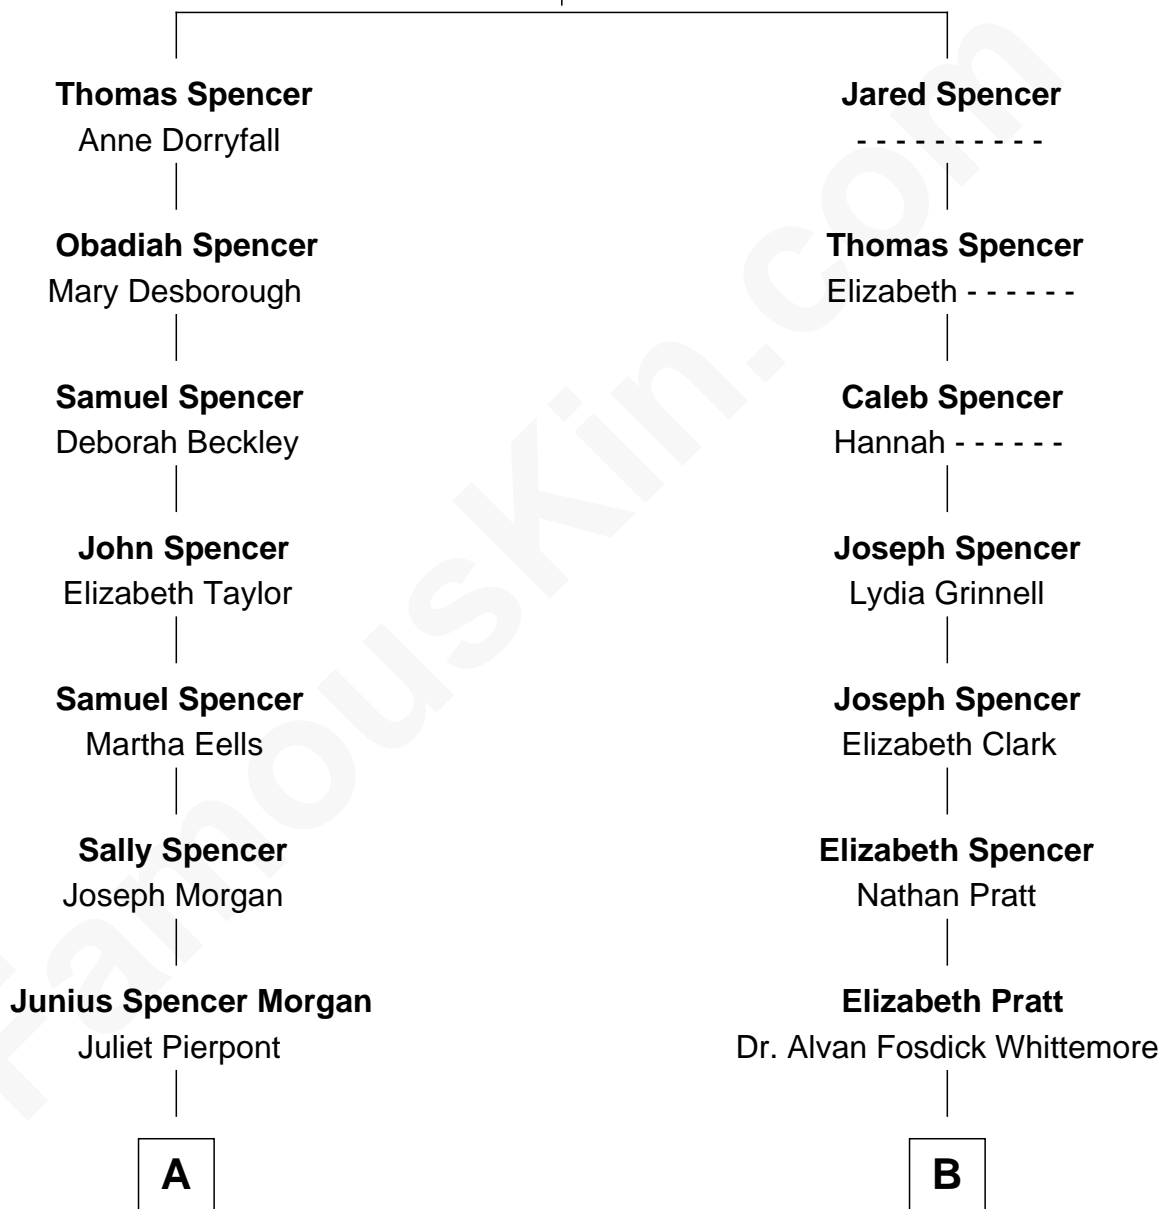 Thomas Spencer
Anne Dorryfall
Obadiah Spencer
Mary Desborough
Samuel Spencer
Deborah Beckley
John Spencer
Elizabeth Taylor
Samuel Spencer
Martha Eells
Sally Spencer
Joseph Morgan
Junius Spencer Morgan
Juliet Pierpont
A
Jared Spencer
- - - - - - - - - -
Thomas Spencer
Elizabeth - - - - - -
Caleb Spencer
Hannah - - - - - -
Joseph Spencer
Lydia Grinnell
Joseph Spencer
Elizabeth Clark
Elizabeth Spencer
Nathan Pratt
Elizabeth Pratt
Dr. Alvan Fosdick Whittemore
B
FamousKin.com